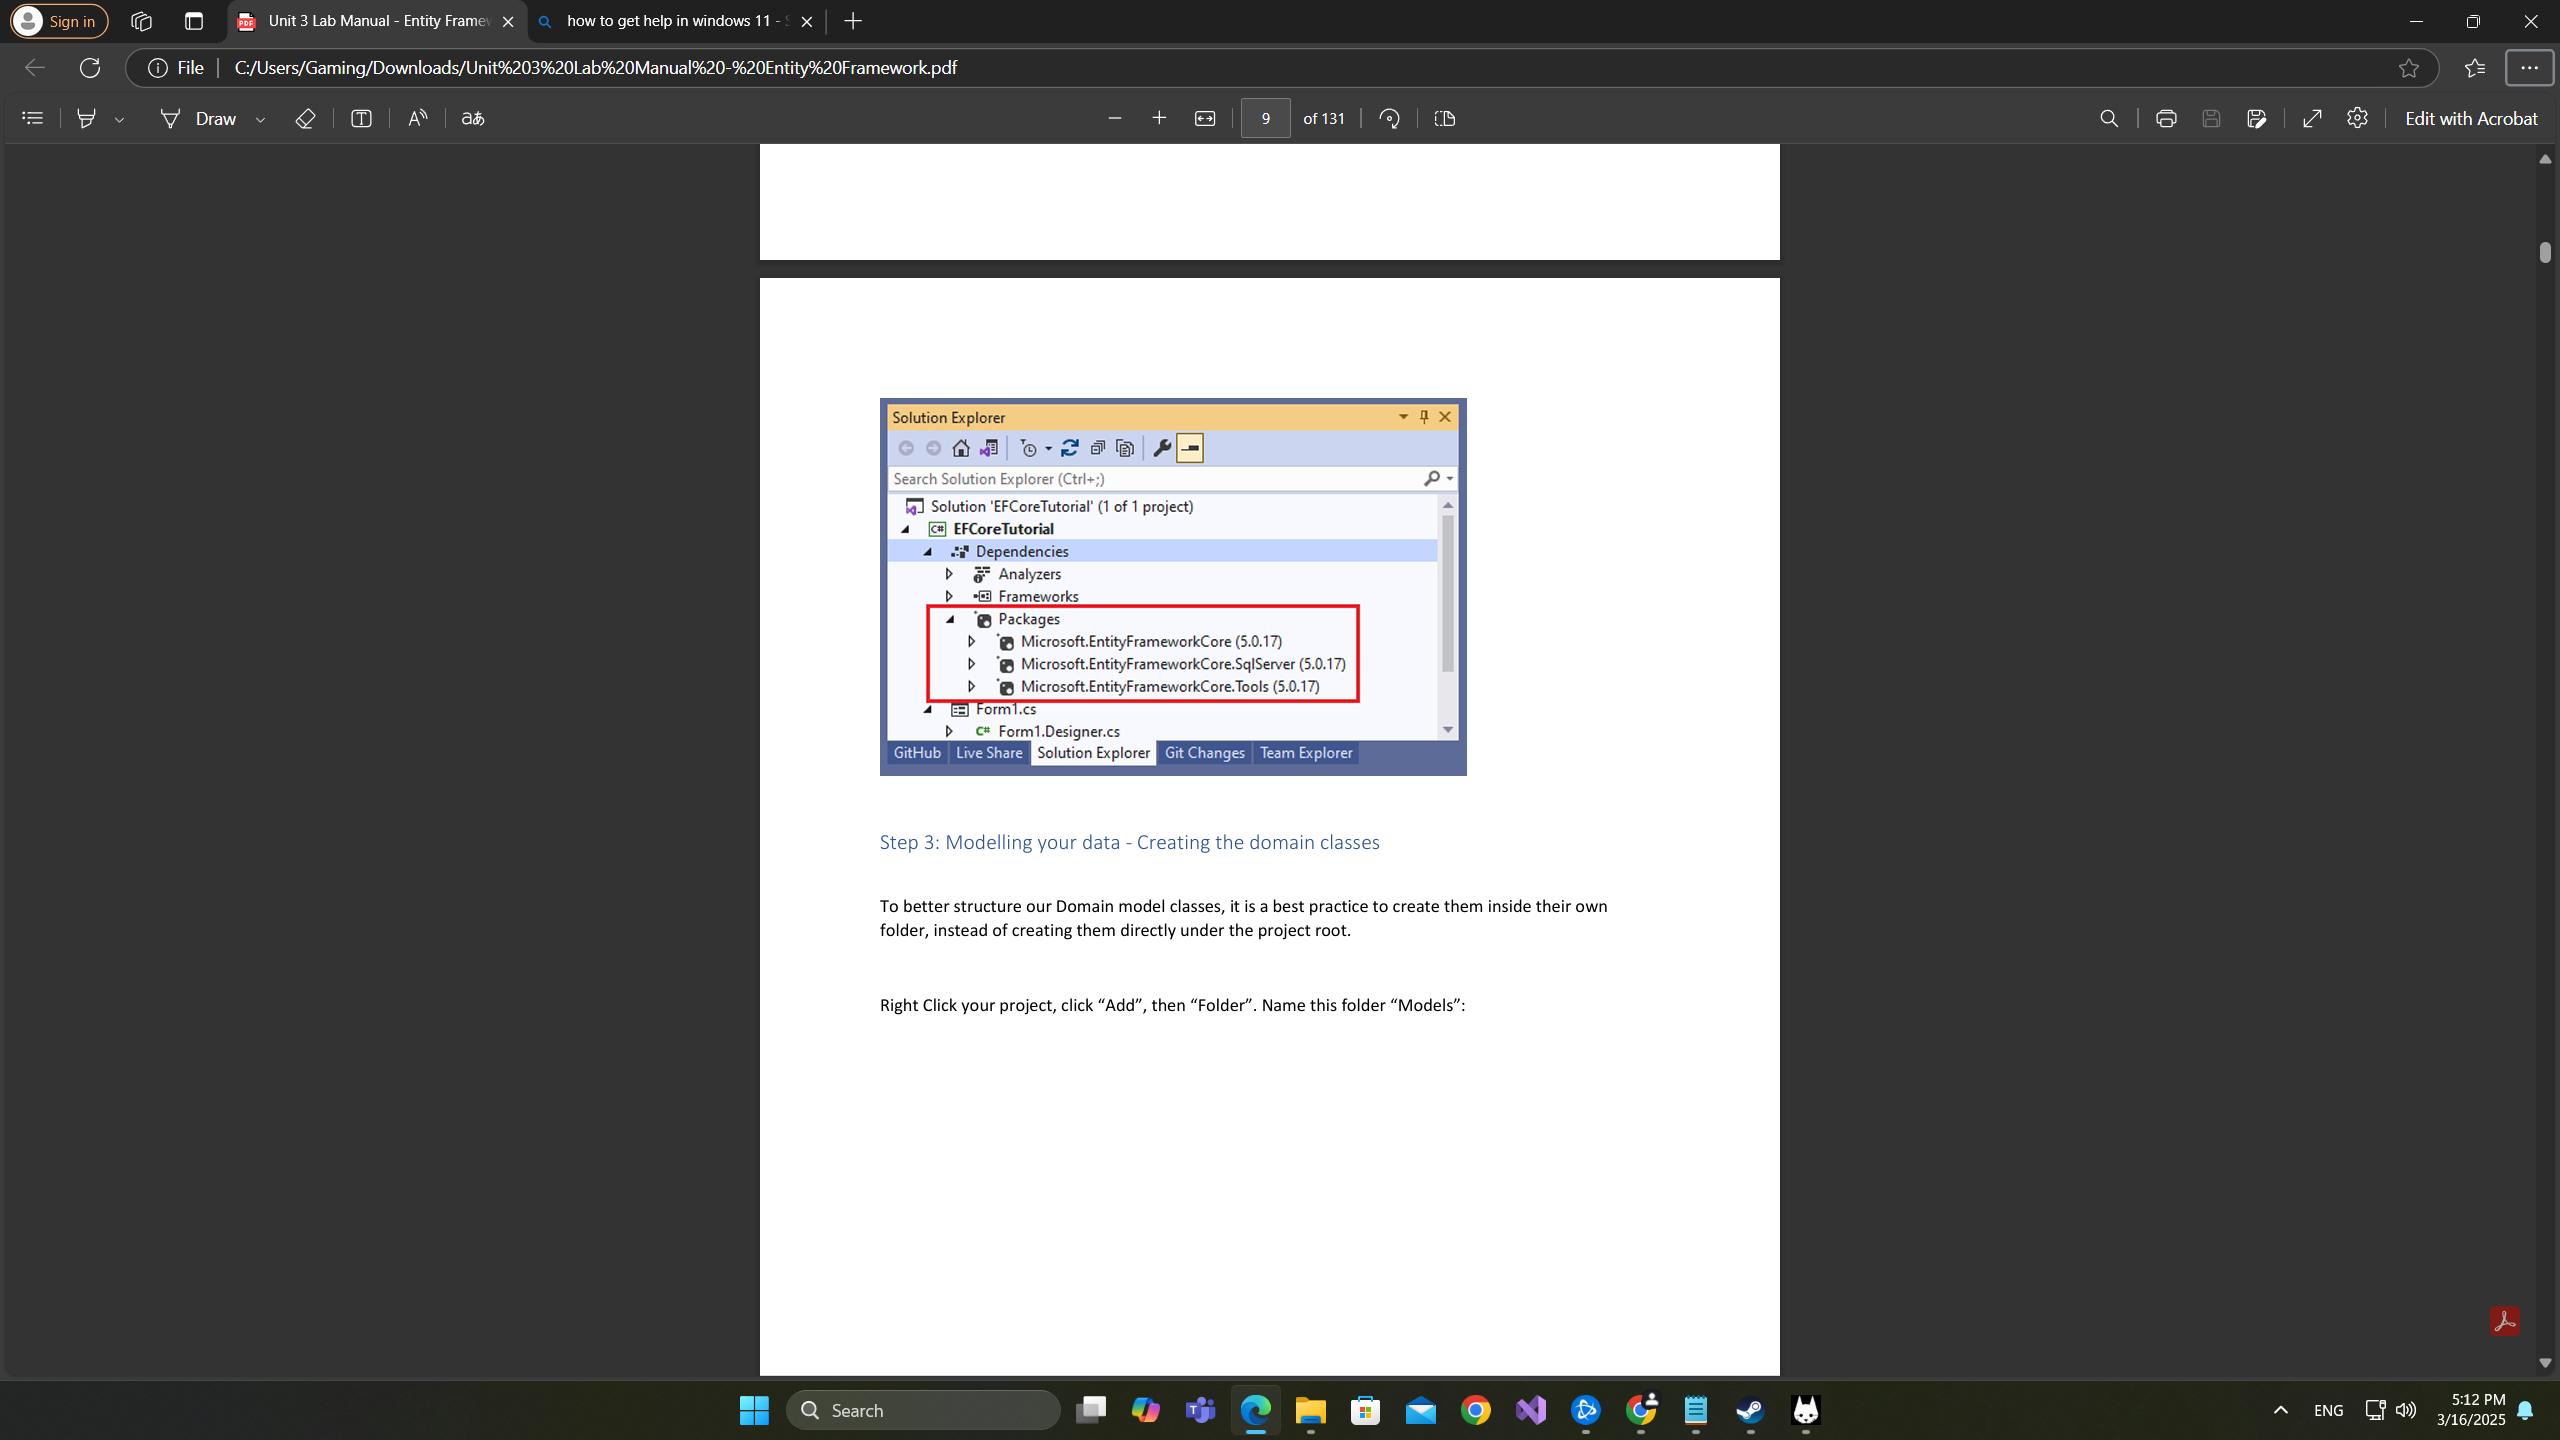 Sign in
Unit 3 Lab Manual - Entity Framew
how to get help in windows 11 - S
File
C:/Users/Gaming/Downloads/Unit%203%20Lab%20Manual%20-%20Entity%20Framework.pdf
Draw
aあ
9 of 131
Edit with Acrobat
Solution Explorer
Search Solution Explorer (Ctrl+;)
Solution 'EFCoreTutorial' (1 of 1 project)
C# EFCoreTutorial
Dependencies
Analyzers
Frameworks
Packages
Microsoft.EntityFrameworkCore (5.0.17)
Microsoft.EntityFrameworkCore.SqlServer (5.0.17)
Microsoft.EntityFrameworkCore.Tools (5.0.17)
Form1.cs
C# Form1.Designer.cs
GitHub Live Share Solution Explorer Git Changes Team Explorer
Step 3: Modelling your data - Creating the domain classes
To better structure our Domain model classes, it is a best practice to create them inside their own
folder, instead of creating them directly under the project root.
Right Click your project, click “Add”, then “Folder”. Name this folder “Models”:
Search
ENG
5:12 PM
3/16/2025